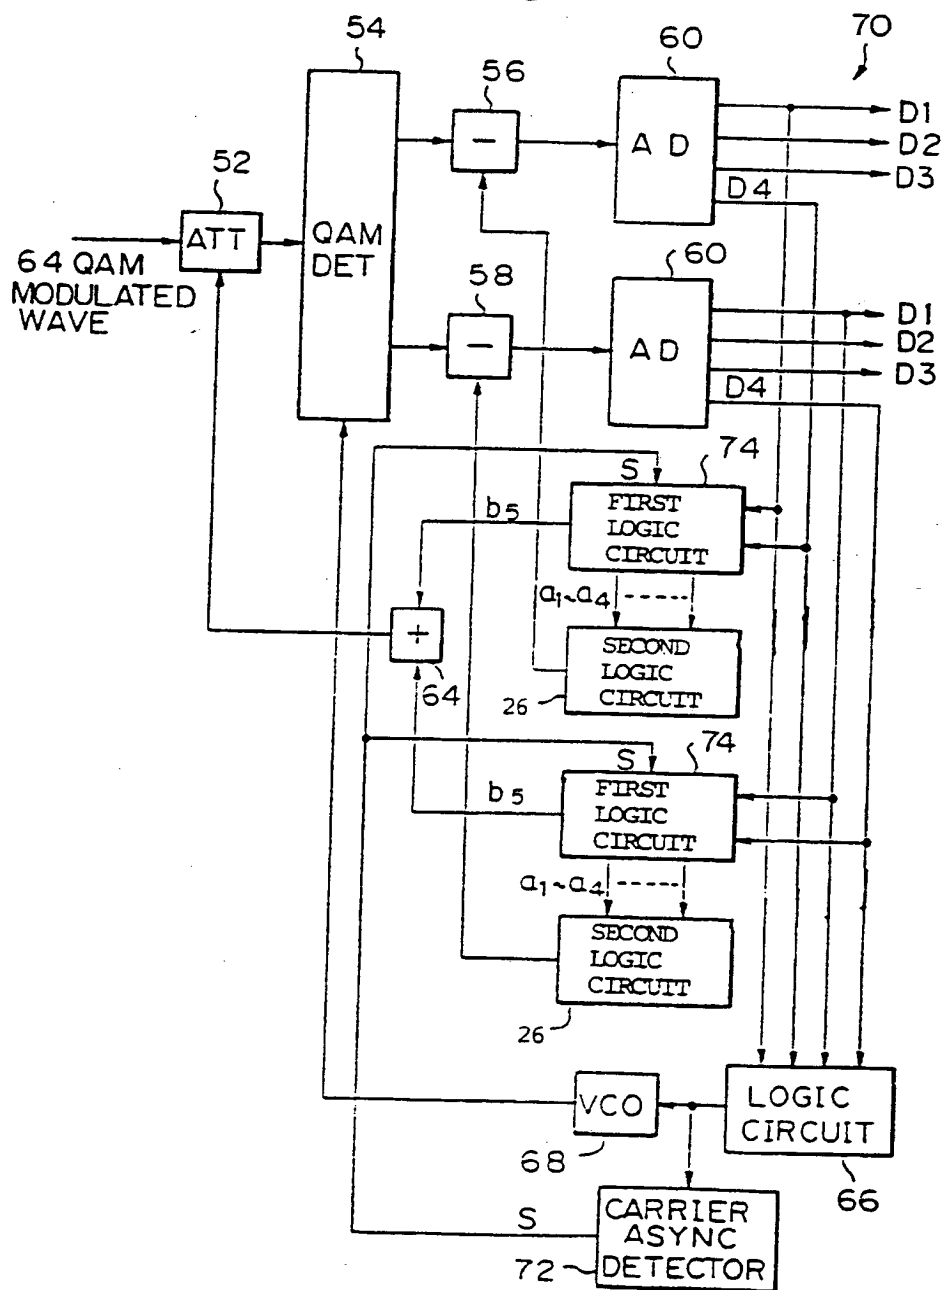 54
60
70
56
D1
D2
D3
D4
A D
−
52
ATT
QAM
DET
64 QAM
MODULATED
WAVE
58
60
−
A D
D1
D2
D3
D4
S
74
b5
FIRST
LOGIC
CIRCUIT
a1~a4
+
64
SECOND
LOGIC
CIRCUIT
26
S
74
b5
FIRST
LOGIC
CIRCUIT
a1~a4
SECOND
LOGIC
CIRCUIT
26
VCO
68
LOGIC
CIRCUIT
66
S
CARRIER
ASYNC
DETECTOR
72